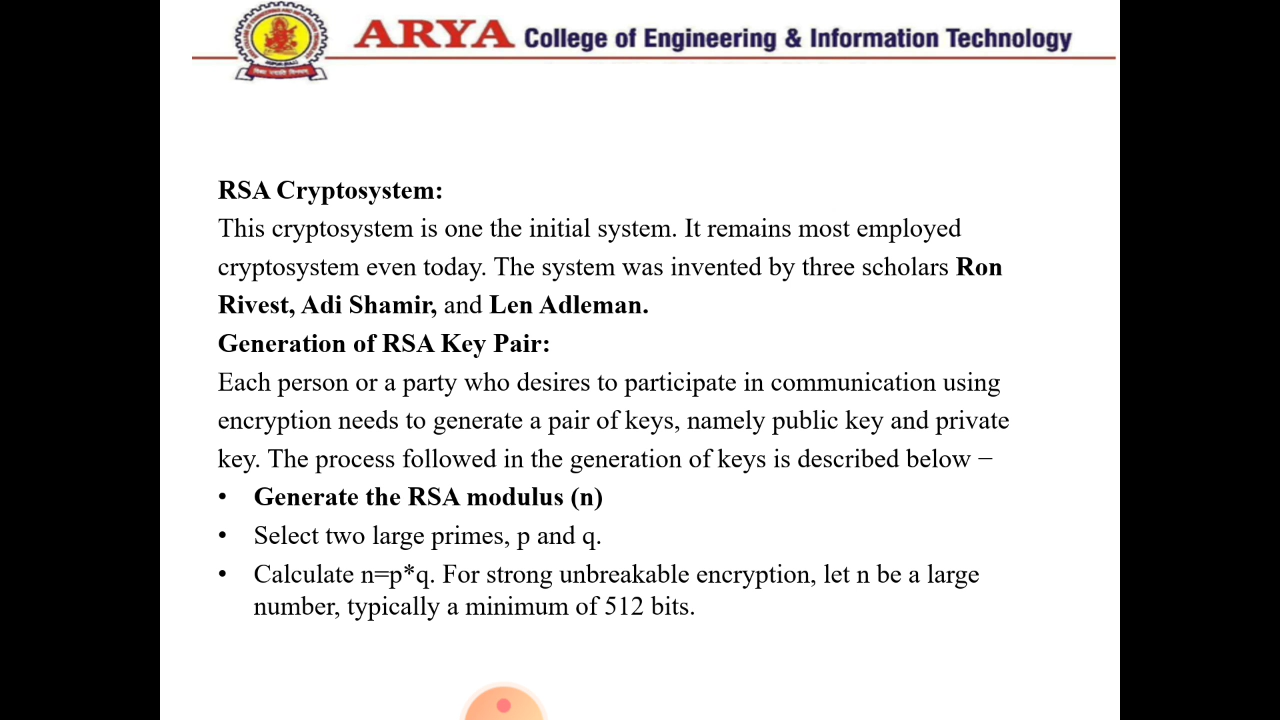 ARYA College of Engineering & Information Technology
RSA Cryptosystem:
This cryptosystem is one the initial system. It remains most employed
cryptosystem even today. The system was invented by three scholars Ron
Rivest, Adi Shamir, and Len Adleman.
Generation of RSA Key Pair:
Each person or a party who desires to participate in communication using
encryption needs to generate a pair of keys, namely public key and private
key. The process followed in the generation of keys is described below −
• Generate the RSA modulus (n)
• Select two large primes, p and q.
• Calculate n=p*q. For strong unbreakable encryption, let n be a large
number, typically a minimum of 512 bits.